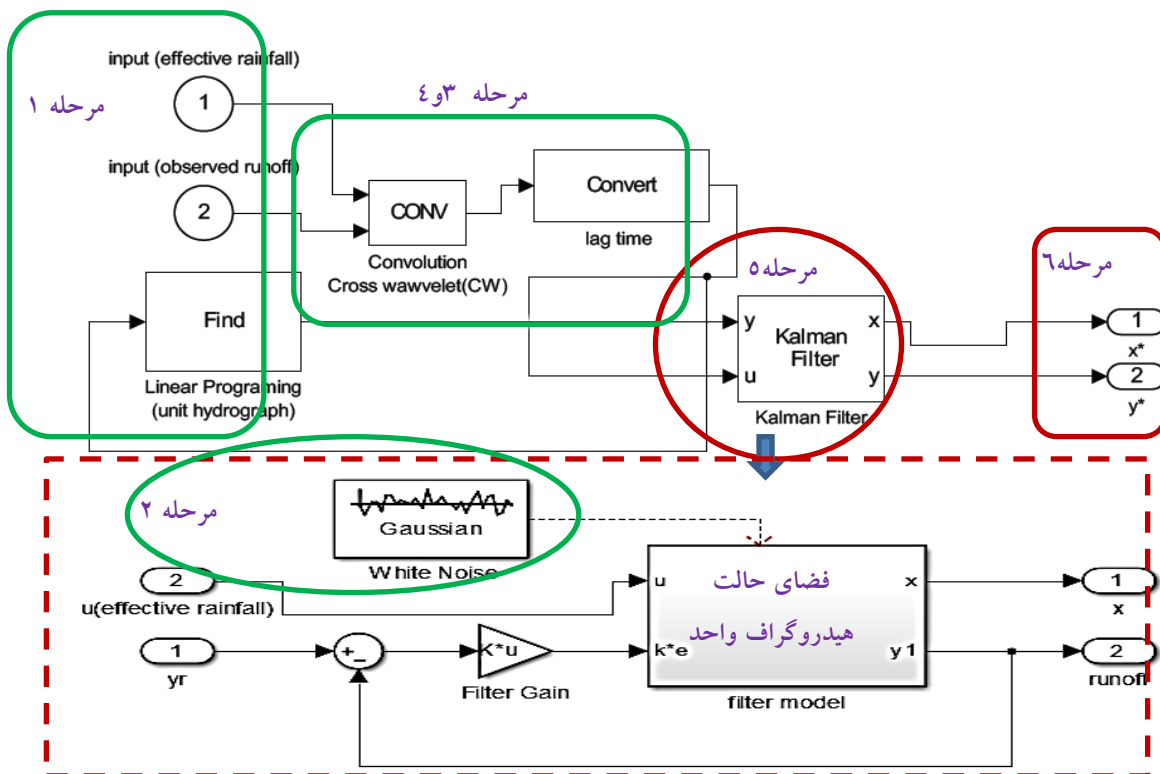 input (effective rainfall)
1
مرحله ۱
مرحله ۳و٤
input (observed runoff)
2
CONV
Convolution
Cross wawvelet(CW)
Convert
lag time
Find
Linear Programing
(unit hydrograph)
مرحله۵
y
u
Kalman
Filter
x
y
Kalman Filter
مرحله٦
1
x*
2
y*
مرحله ۲
Gaussian
White Noise
2
u(effective rainfall)
1
yr
+
-
K*u
Filter Gain
u
k*e
فضای حالت
هیدروگراف واحد
x
y1
filter model
1
x
2
runoff